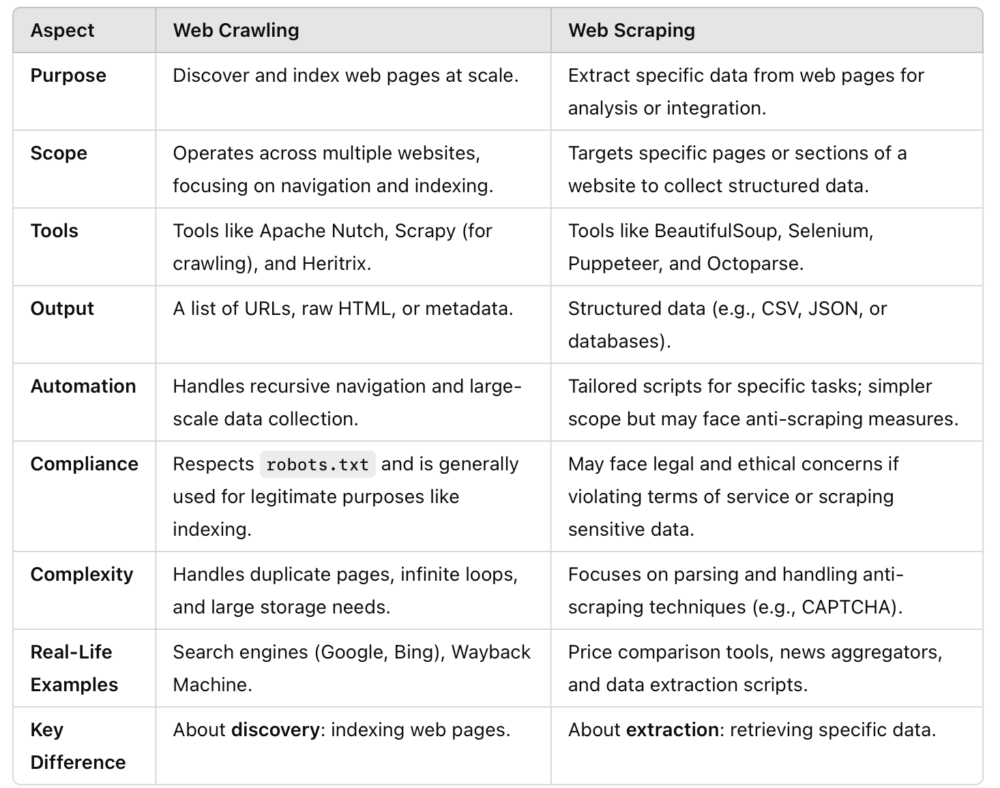 Aspect
Web Crawling
Web Scraping
Purpose
Discover and index web pages at scale.
Extract specific data from web pages for
analysis or integration.
Scope
Operates across multiple websites,
focusing on navigation and indexing.
Targets specific pages or sections of a
website to collect structured data.
Tools
Tools like Apache Nutch, Scrapy (for
crawling), and Heritrix.
Tools like BeautifulSoup, Selenium,
Puppeteer, and Octoparse.
Output
A list of URLs, raw HTML, or metadata.
Structured data (e.g., CSV, JSON, or
databases).
Automation
Handles recursive navigation and large-
scale data collection.
Tailored scripts for specific tasks; simpler
scope but may face anti-scraping measures.
Compliance
Respects robots.txt and is generally
used for legitimate purposes like
indexing.
May face legal and ethical concerns if
violating terms of service or scraping
sensitive data.
Complexity
Handles duplicate pages, infinite loops,
and large storage needs.
Focuses on parsing and handling anti-
scraping techniques (e.g., CAPTCHA).
Real-Life
Examples
Search engines (Google, Bing), Wayback
Machine.
Price comparison tools, news aggregators,
and data extraction scripts.
Key
Difference
About discovery: indexing web pages.
About extraction: retrieving specific data.